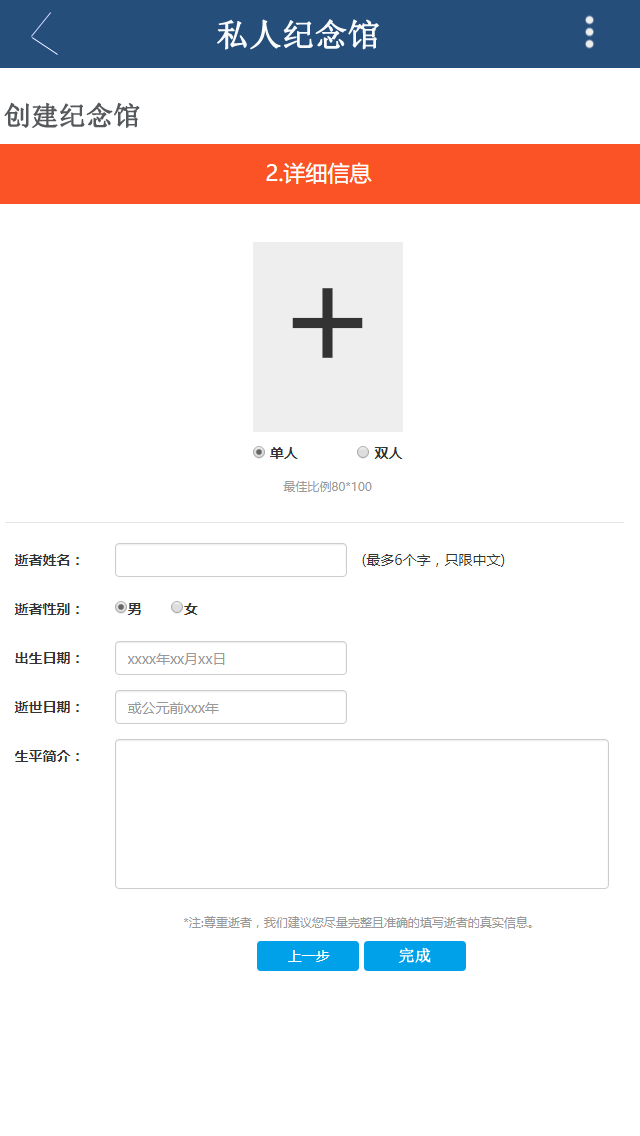 私人纪念馆
创建纪念馆
2.详细信息
单人 双人
最佳比例80*100
逝者姓名： (最多6个字，只限中文)
逝者性别： 男 女
出生日期： xxxx年xx月xx日
逝世日期： 或公元前xxx年
生平简介：
*注:尊重逝者，我们建议您尽量完整且准确的填写逝者的真实信息。
上一步 完成